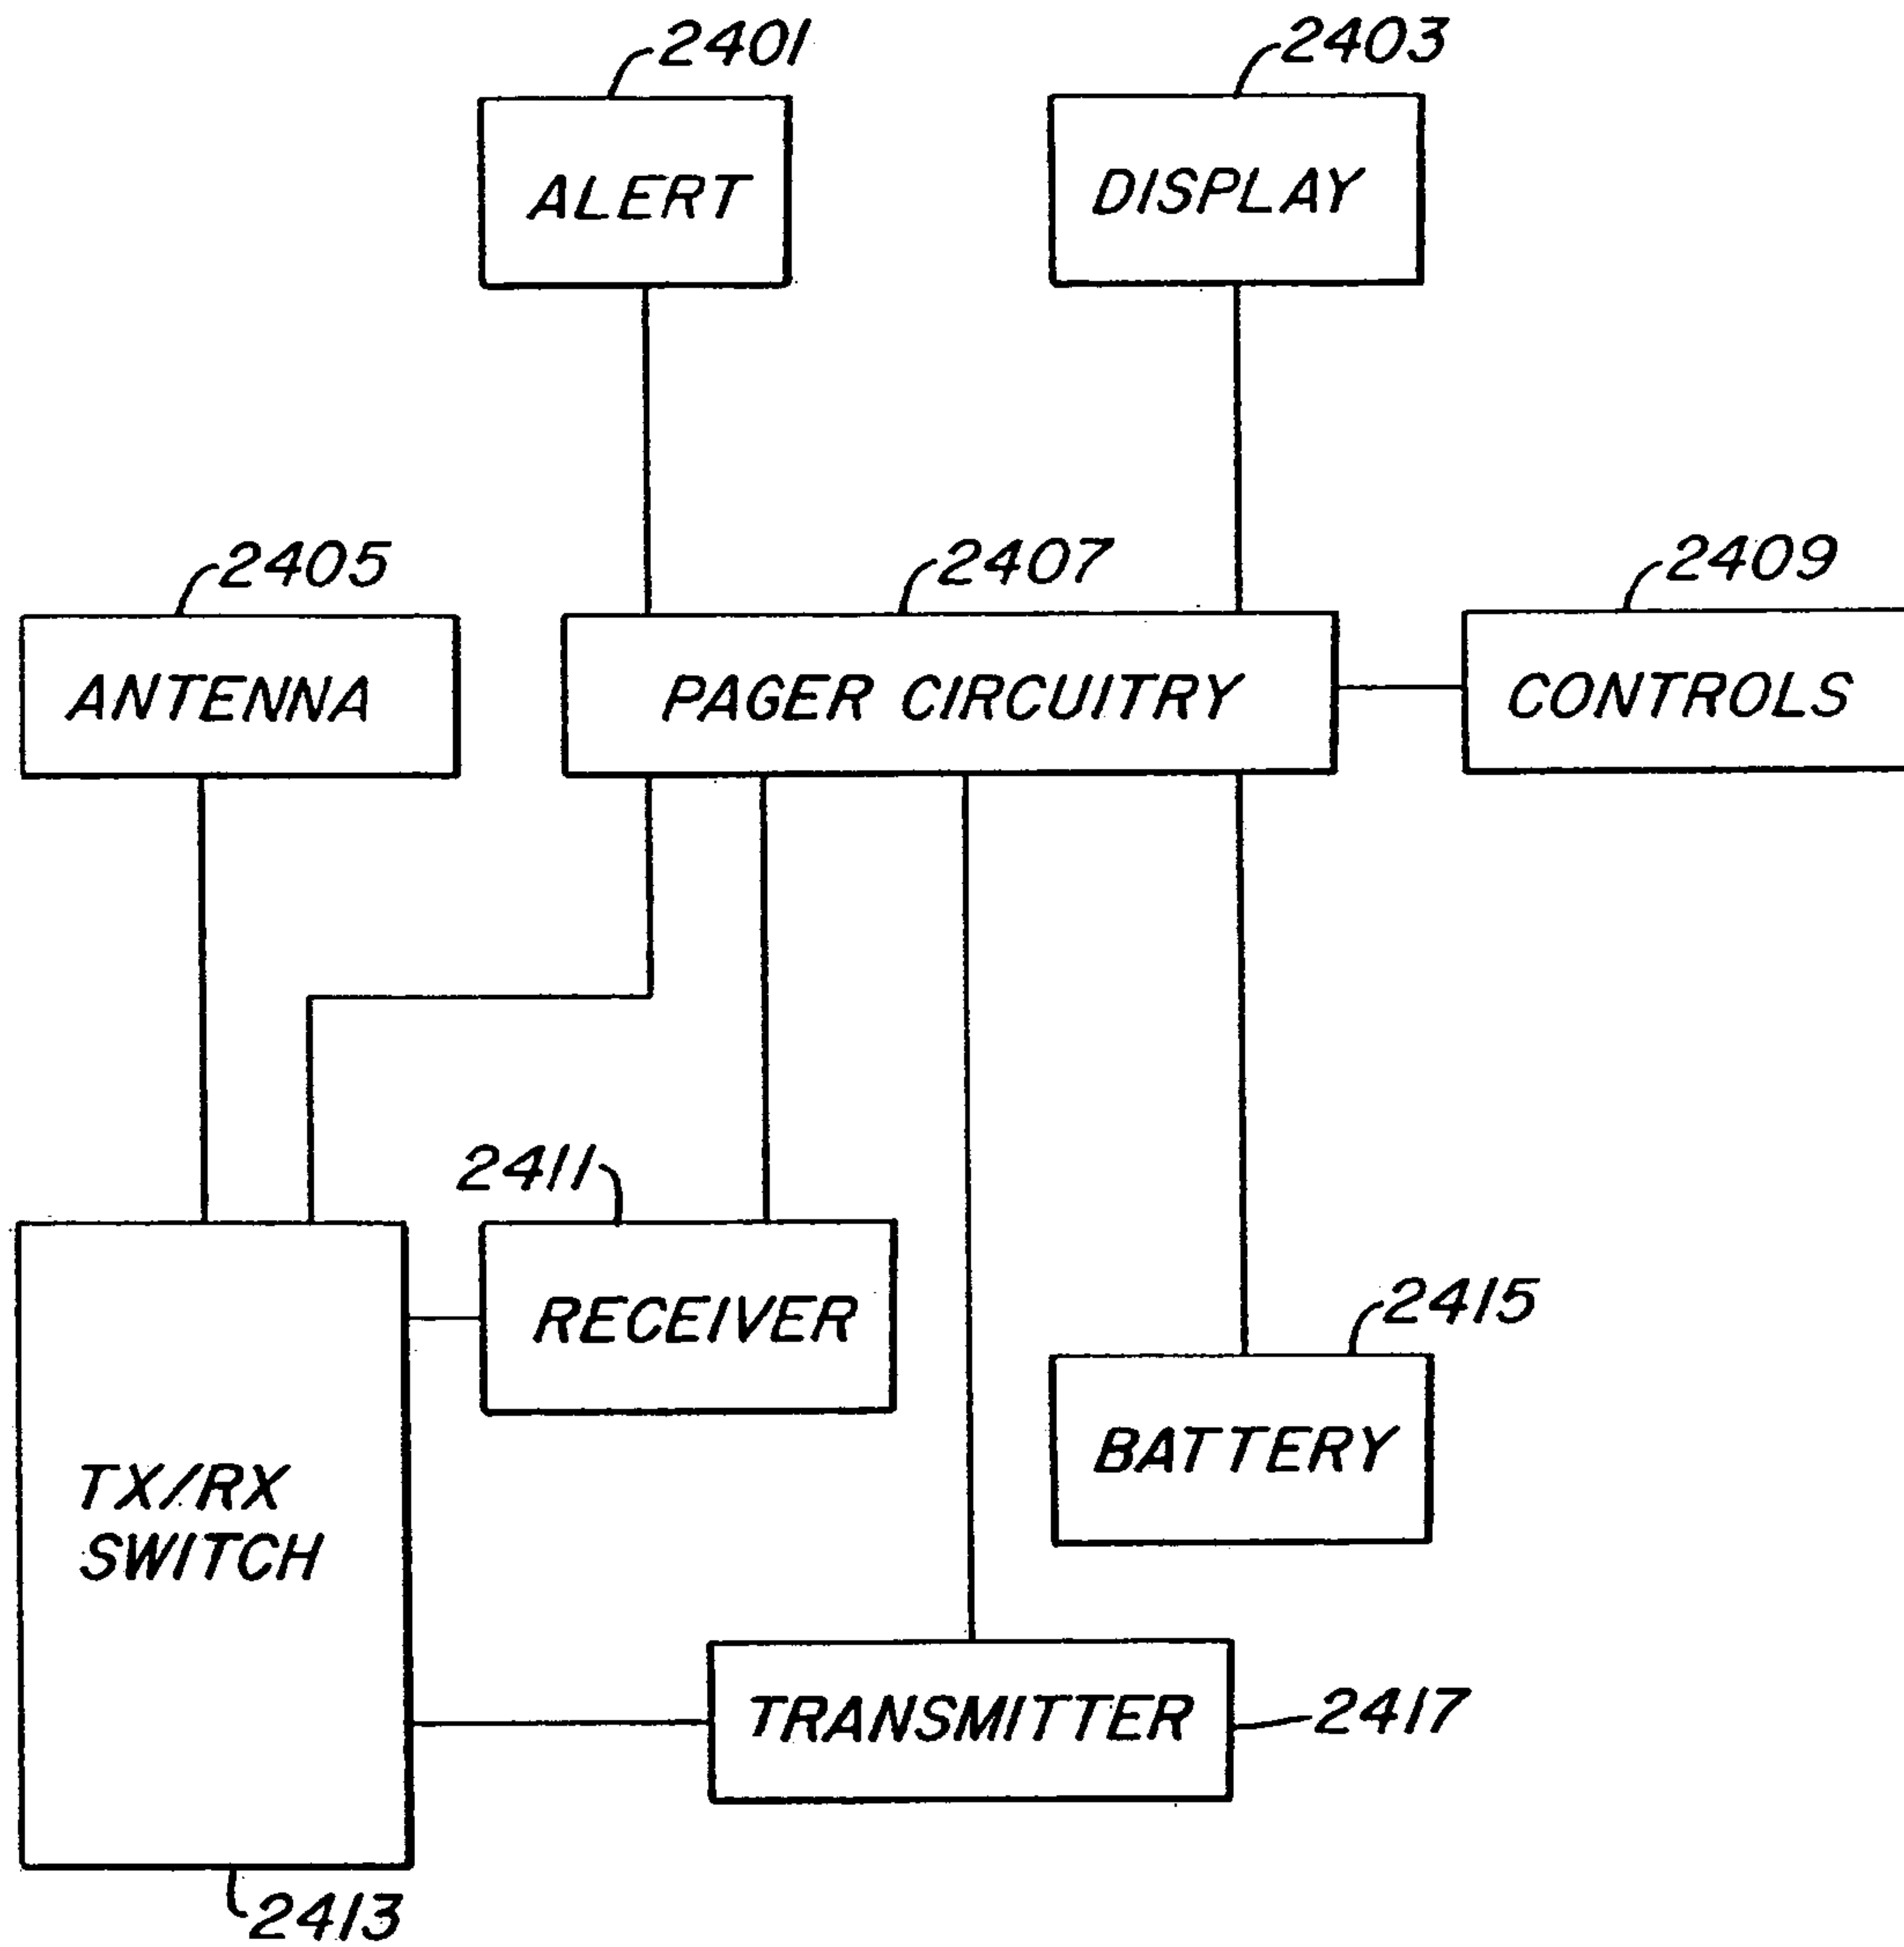 2401
2403
ALERT
DISPLAY
2405
2407
2409
ANTENNA
PAGER CIRCUITRY
CONTROLS
2411
RECEIVER
2415
BATTERY
TX/RX
SWITCH
TRANSMITTER
2417
2413